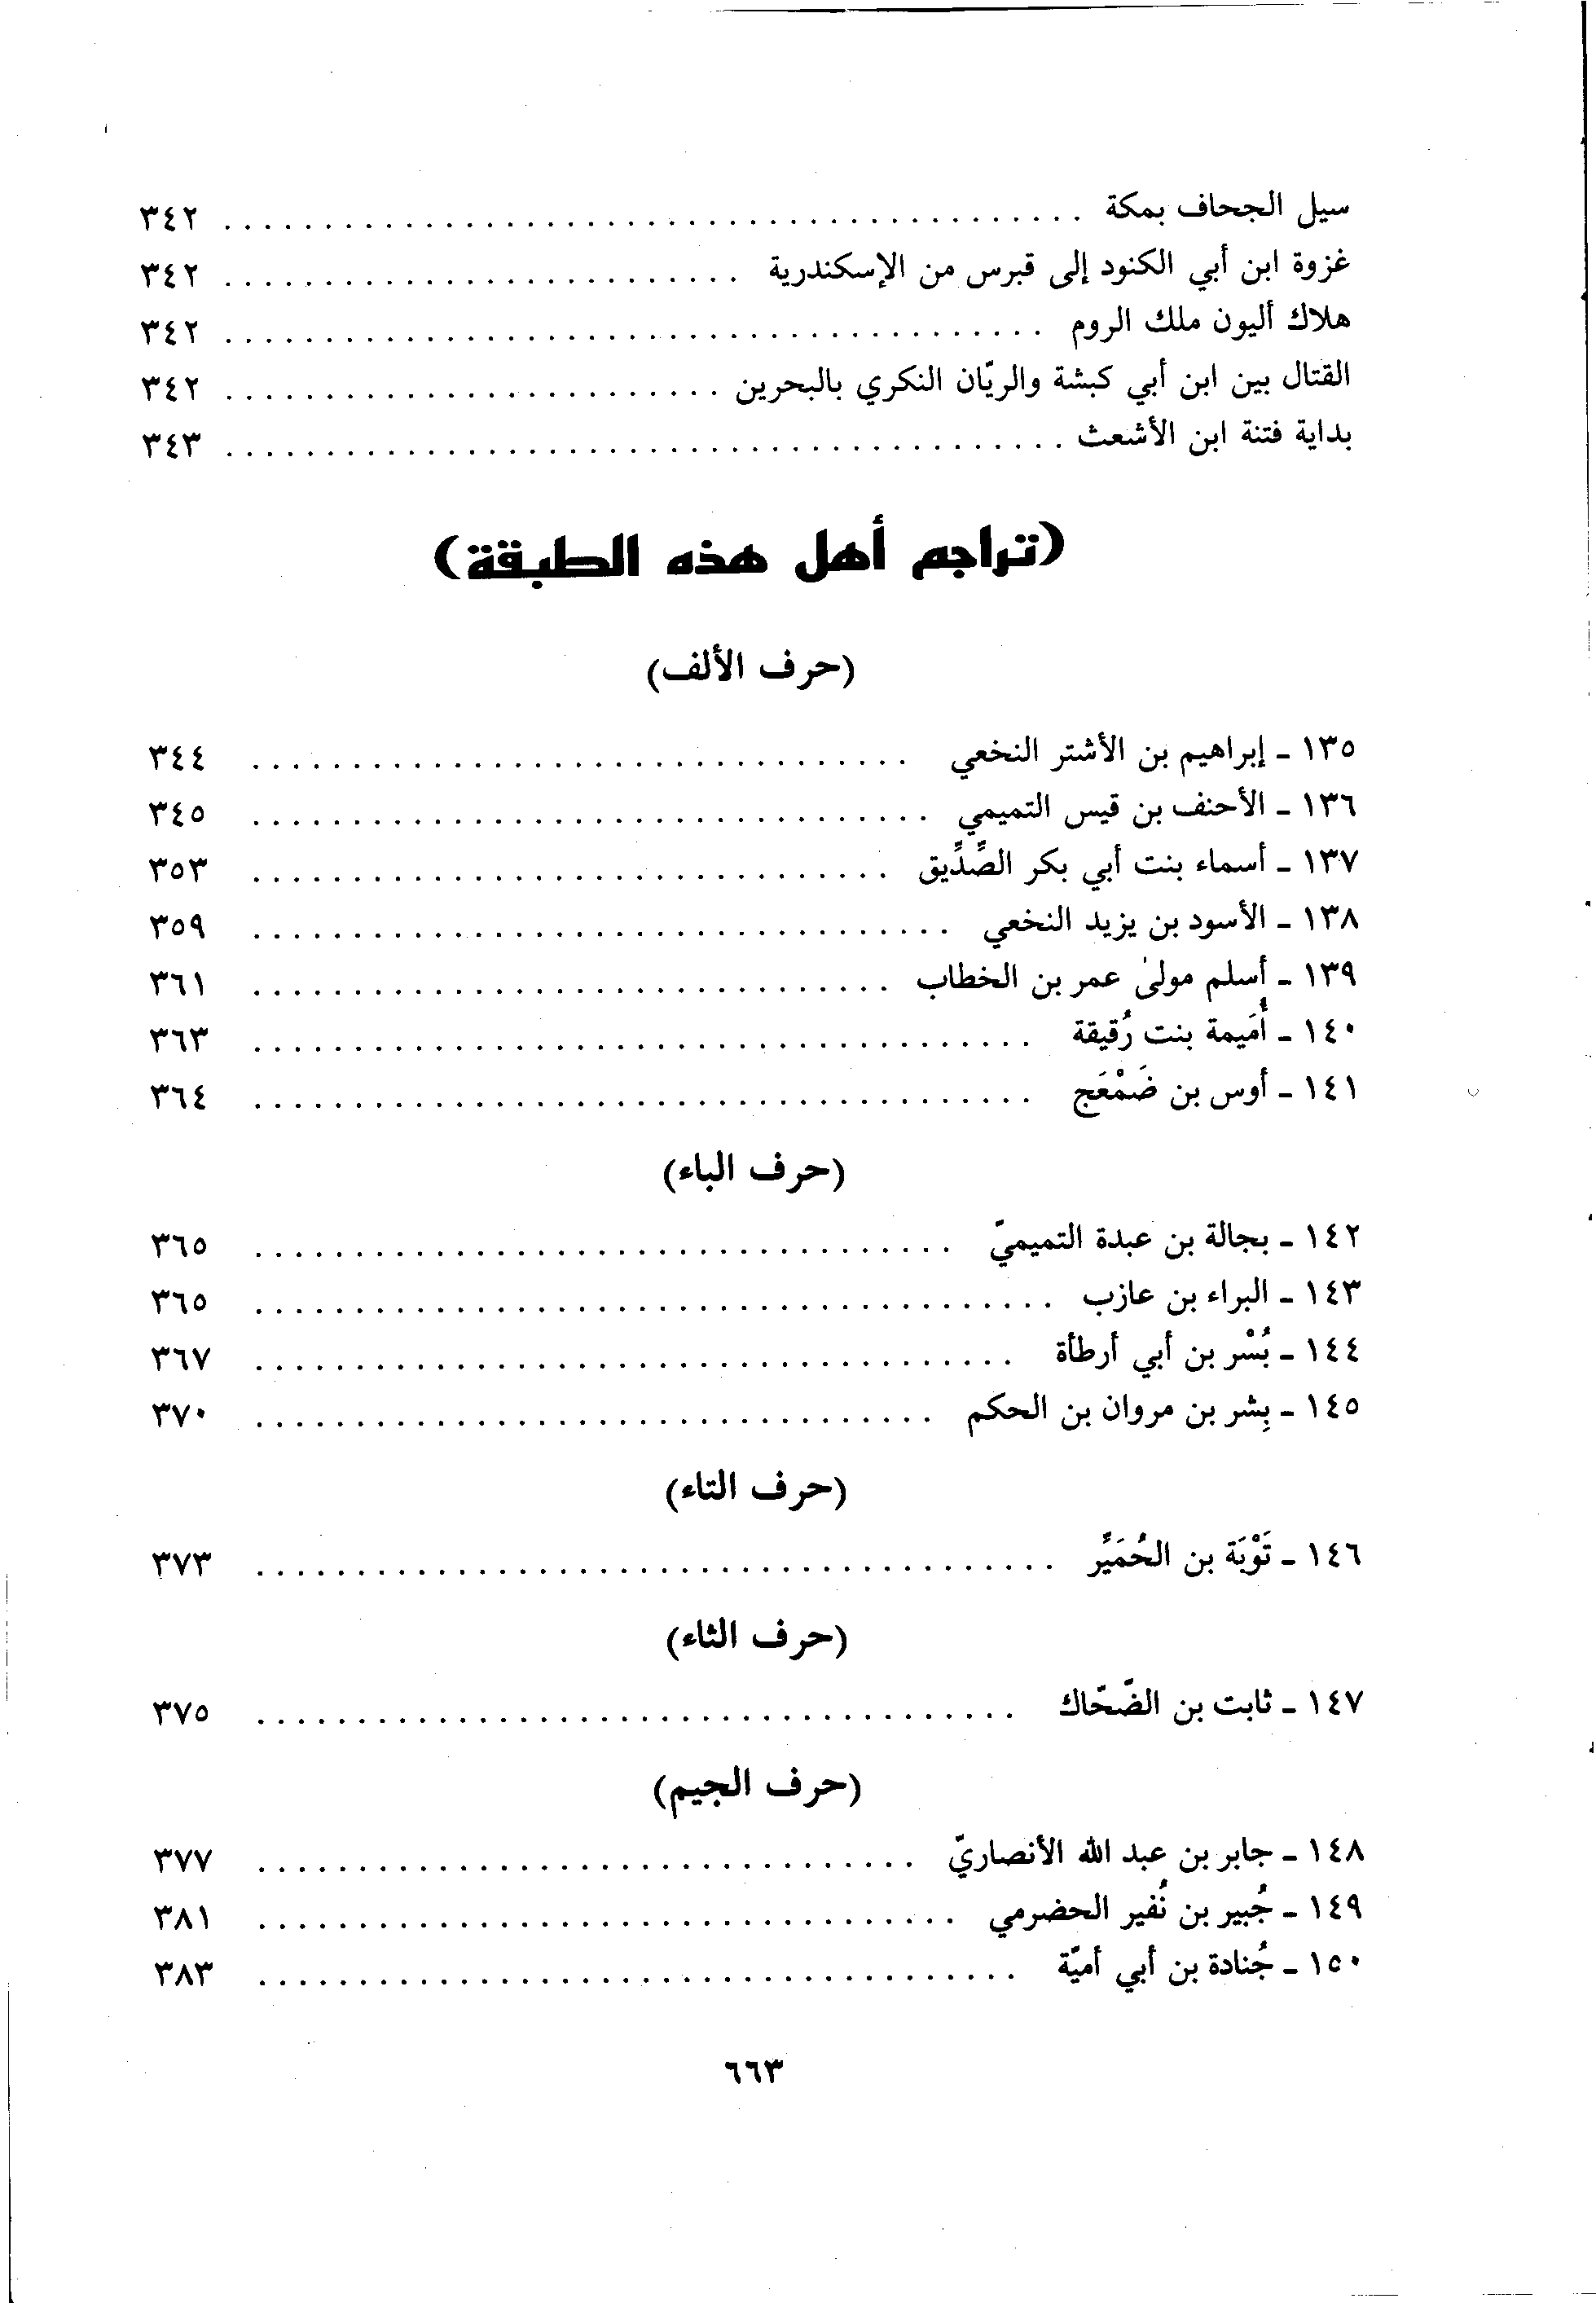 سيل الجحاف بمكة . . . . . . . . . . ٣٤٢
غزوة ابن أبي الكنود إلى قبرس من الإسكندرية . . . . . . . . . . ٣٤٢
هلاك أليون ملك الروم . . . . . . . . . . ٣٤٢
القتال بين ابن أبي كبشة والريّان النكري بالبحرين . . . . . . . . . . ٣٤٢
بداية فتنة ابن الأشعث . . . . . . . . . . ٣٤٣
(تراجم أهل هذه الطبقة)
(حرف الألف)
١٣٥ ـ إبراهيم بن الأشتر النخعي . . . . . . . . . . ٣٤٤
١٣٦ ـ الأحنف بن قيس التميمي . . . . . . . . . . ٣٤٥
١٣٧ ـ أسماء بنت أبي بكر الصِّدِّيق . . . . . . . . . . ٣٥٣
١٣٨ ـ الأسود بن يزيد النخعي . . . . . . . . . . ٣٥٩
١٣٩ ـ أسلم مولىٰ عمر بن الخطاب . . . . . . . . . . ٣٦١
١٤٠ ـ أُمَيمة بنت رُقيقة . . . . . . . . . . ٣٦٣
١٤١ ـ أوس بن ضَمْعَج . . . . . . . . . . ٣٦٤
(حرف الباء)
١٤٢ ـ بجالة بن عبدة التميميّ . . . . . . . . . . ٣٦٥
١٤٣ ـ البراء بن عازب . . . . . . . . . . ٣٦٥
١٤٤ ـ بُسْر بن أبي أرطأة . . . . . . . . . . ٣٦٧
١٤٥ ـ بِشر بن مروان بن الحكم . . . . . . . . . . ٣٧٠
(حرف التاء)
١٤٦ ـ تَوْبَة بن الحُمَيِّر . . . . . . . . . . ٣٧٣
(حرف الثاء)
١٤٧ ـ ثابت بن الضّحّاك . . . . . . . . . . ٣٧٥
(حرف الجيم)
١٤٨ ـ جابر بن عبد الله الأنصاريّ . . . . . . . . . . ٣٧٧
١٤٩ ـ جُبير بن نُفير الحضرمي . . . . . . . . . . ٣٨١
١٥٠ ـ جُنادة بن أبي أميّة . . . . . . . . . . ٣٨٣
٦٦٣